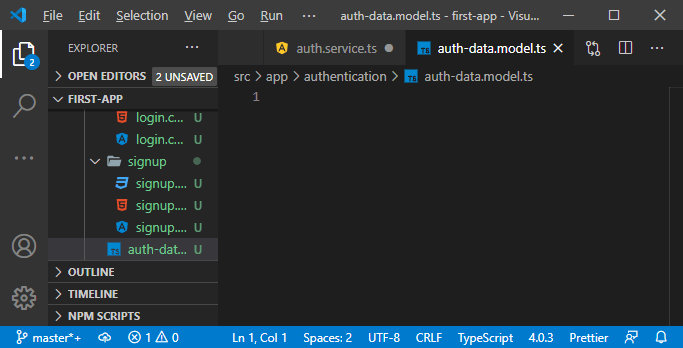 File Edit Selection View Go Run ··· auth-data.model.ts - first-app - Visu...
EXPLORER ···
auth.service.ts
auth-data.model.ts
···
OPEN EDITORS 2 UNSAVED
src > app > authentication > TS auth-data.model.ts
FIRST-APP
1
login.c... U
login.c... U
signup
signup.... U
signup.... U
signup.... U
TS auth-dat... U
OUTLINE
TIMELINE
NPM SCRIPTS
2
master*+
1
0
Ln 1, Col 1
Spaces: 2
UTF-8
CRLF
TypeScript
4.0.3
Prettier